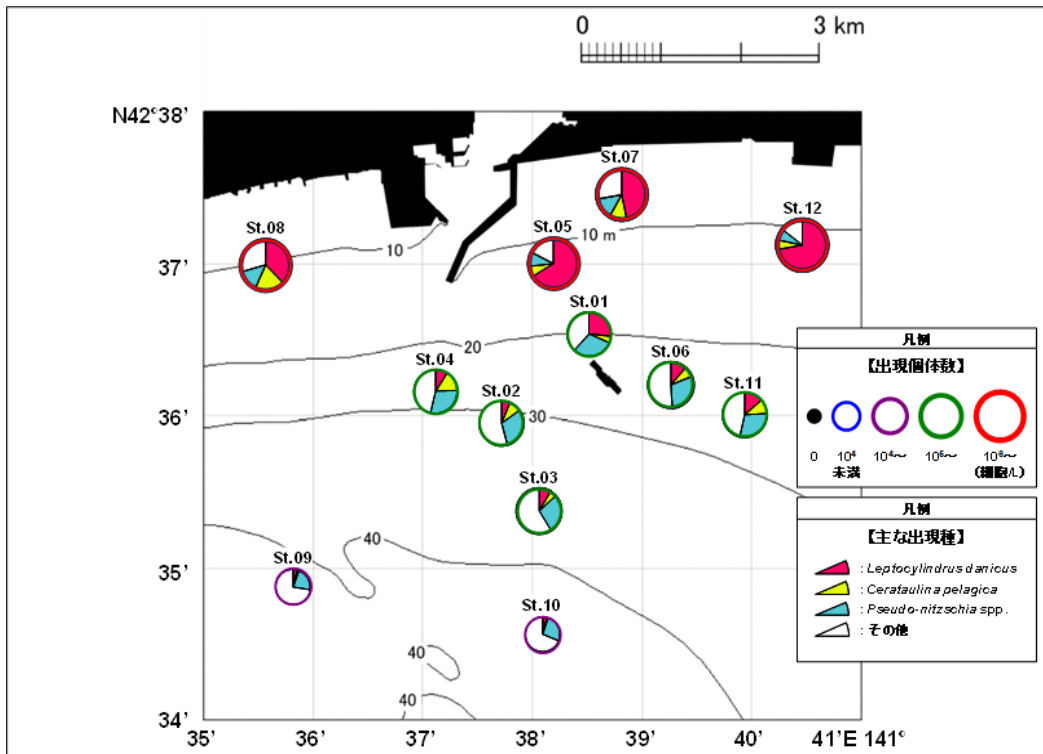 0 3 km
N42°38'
St.07
St.12
St.08
St.05
10
10 m
37'
St.01
20
St.04
St.06
St.02
St.11
36'
30
St.03
40
St.09
35'
St.10
40
40
34'
35' 36' 37' 38' 39' 40' 41'E 141°
凡例
【出現個体数】
0 10⁴未満 10⁴～ 10⁵～ 10⁶～
(細胞/L)
凡例
【主な出現種】
: Leptocylindrus danicus
: Cerataulina pelagica
: Pseudo-nitzschia spp.
: その他